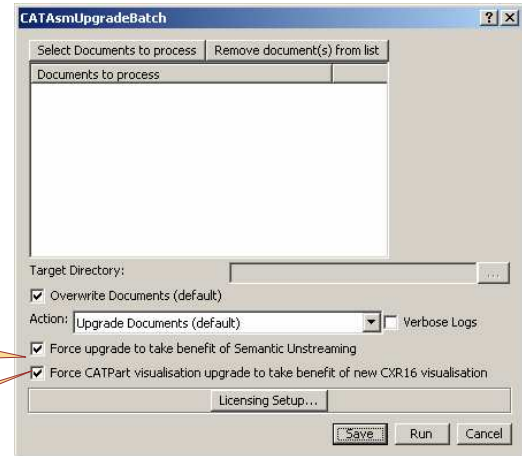 CATAsmUpgradeBatch
Select Documents to process Remove document(s) from list
Documents to process
Target Directory: ...
Overwrite Documents (default)
Action: Upgrade Documents (default) Verbose Logs
Force upgrade to take benefit of Semantic Unstreaming
Force CATPart visualisation upgrade to take benefit of new CXR16 visualisation
Licensing Setup...
Save Run Cancel